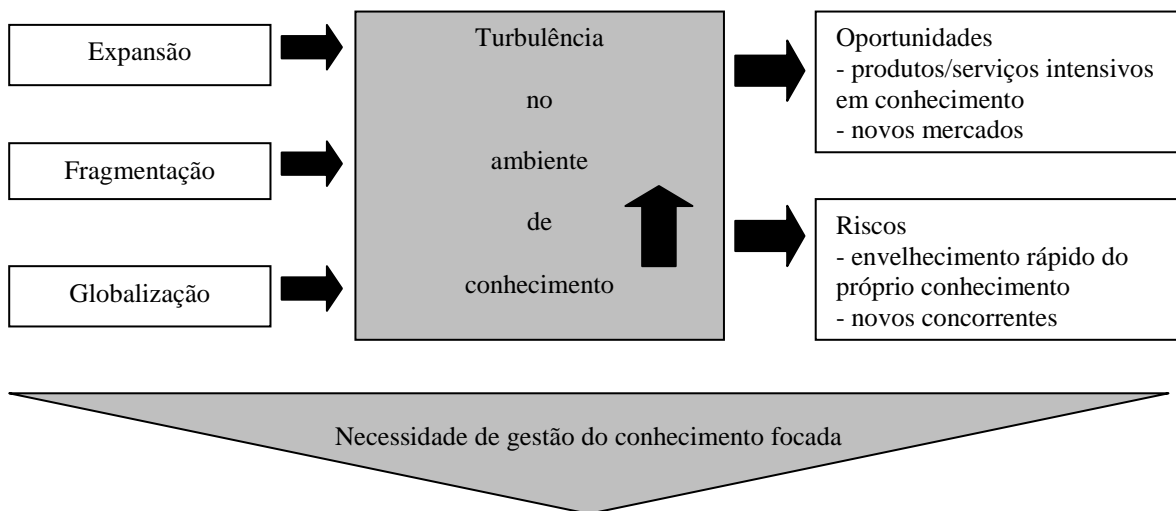 Expansão
Fragmentação
Globalização
Turbulência
no
ambiente
de
conhecimento
Oportunidades
- produtos/serviços intensivos
em conhecimento
- novos mercados
Riscos
- envelhecimento rápido do
próprio conhecimento
- novos concorrentes
Necessidade de gestão do conhecimento focada